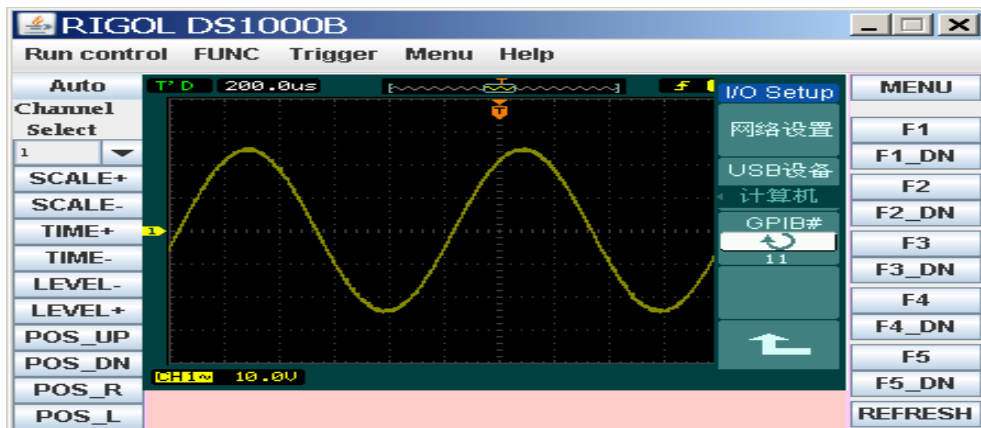 RIGOL DS1000B
Run control FUNC Trigger Menu Help
Auto
Channel
Select
1
SCALE+
SCALE-
TIME+
TIME-
LEVEL-
LEVEL+
POS_UP
POS_DN
POS_R
POS_L
T'D 200.0us
T
1
CH1~ 10.0V
I/O Setup
网络设置
USB设备
计算机
GPIB#
11
MENU
F1
F1_DN
F2
F2_DN
F3
F3_DN
F4
F4_DN
F5
F5_DN
REFRESH